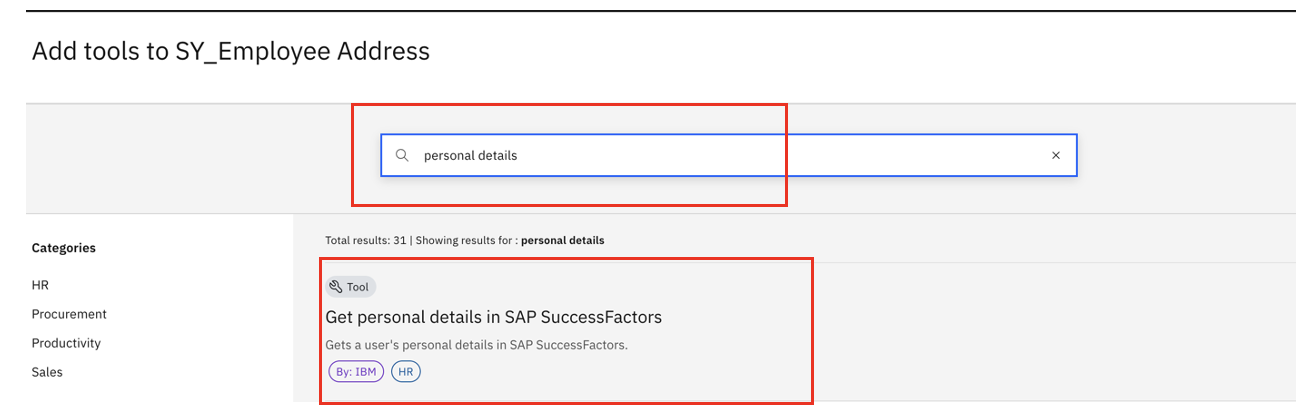 Add tools to SY_Employee Address
personal details
Categories
HR
Procurement
Productivity
Sales
Total results: 31 | Showing results for : personal details
Tool
Get personal details in SAP SuccessFactors
Gets a user's personal details in SAP SuccessFactors.
By: IBM HR